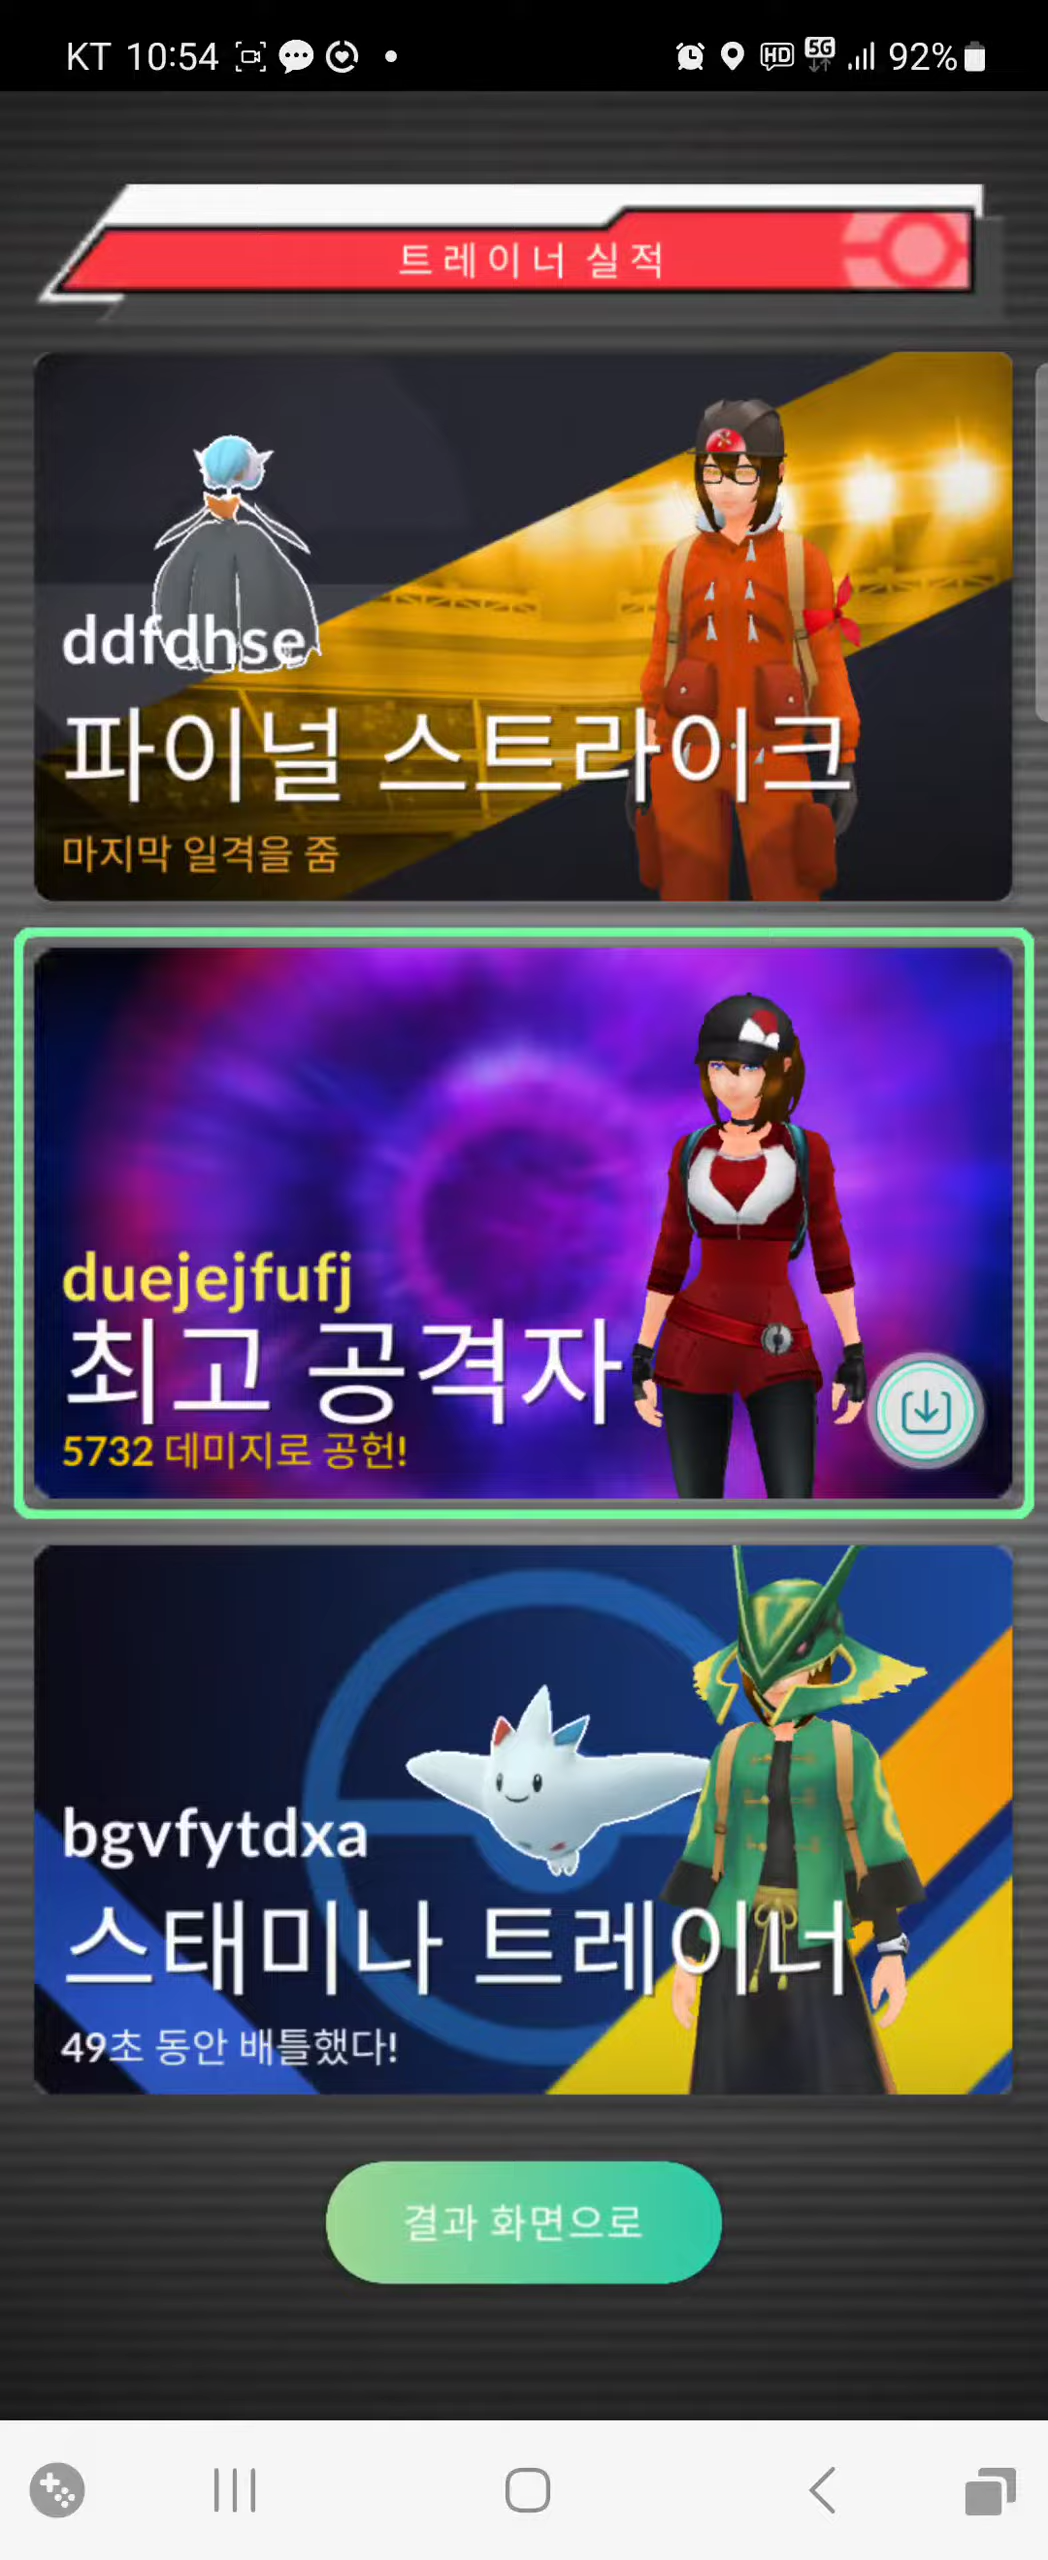 KT 10:54
HD 5G 92%
트레이너 실적
ddfdhse
파이널 스트라이크
마지막 일격을 줌
duejejfufj
최고 공격자
5732 데미지로 공헌!
bgvfytdxa
스태미나 트레이너
49초 동안 배틀했다!
결과 화면으로